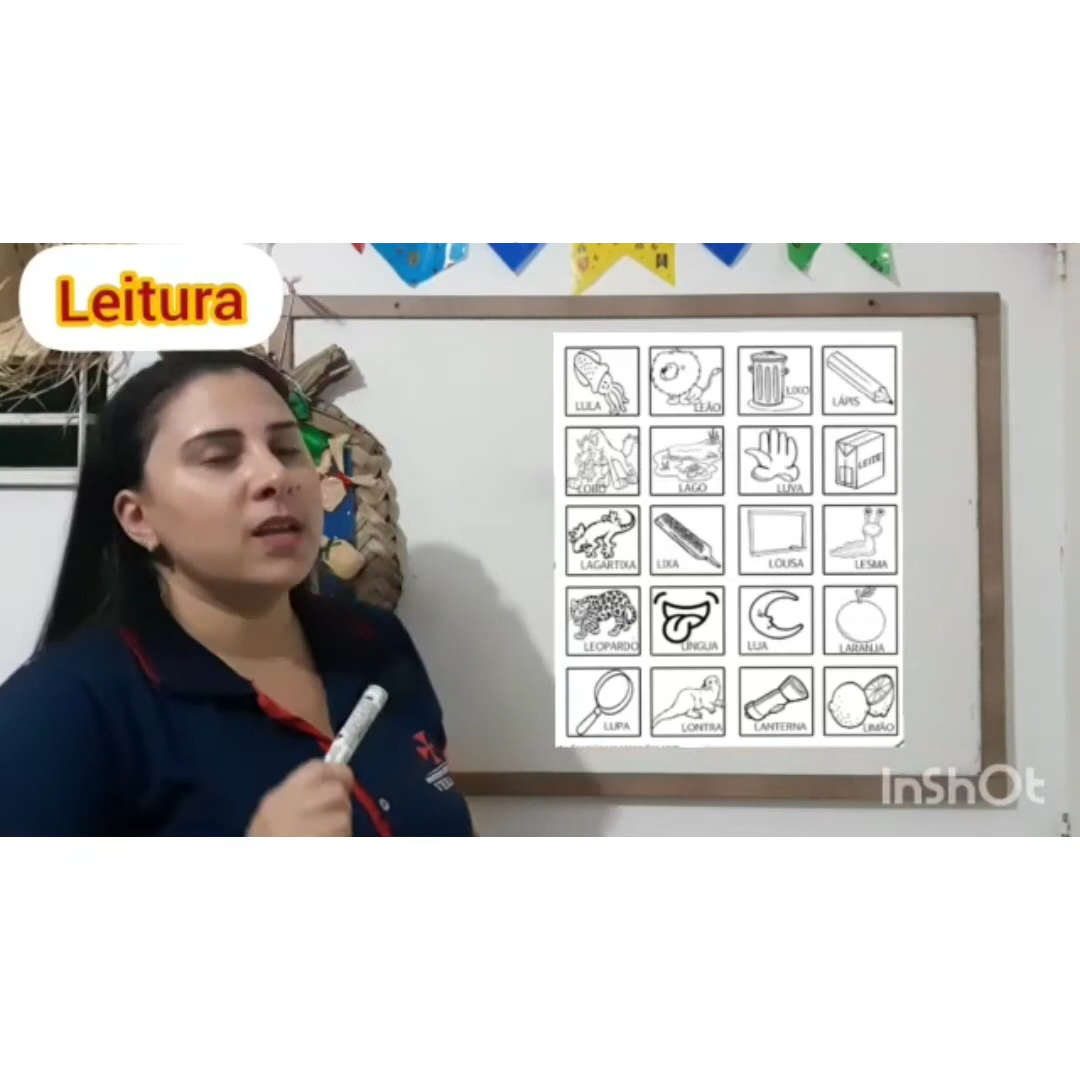 Leitura
LULA LEÃO LIXO LÁPIS
LOBO LAGO LUVA LEITE
LAGARTIXA LIXA LOUSA LESMA
LEOPARDO LÍNGUA LUA LARANJA
LUPA LONTRA LANTERNA LIMÃO
InShOt